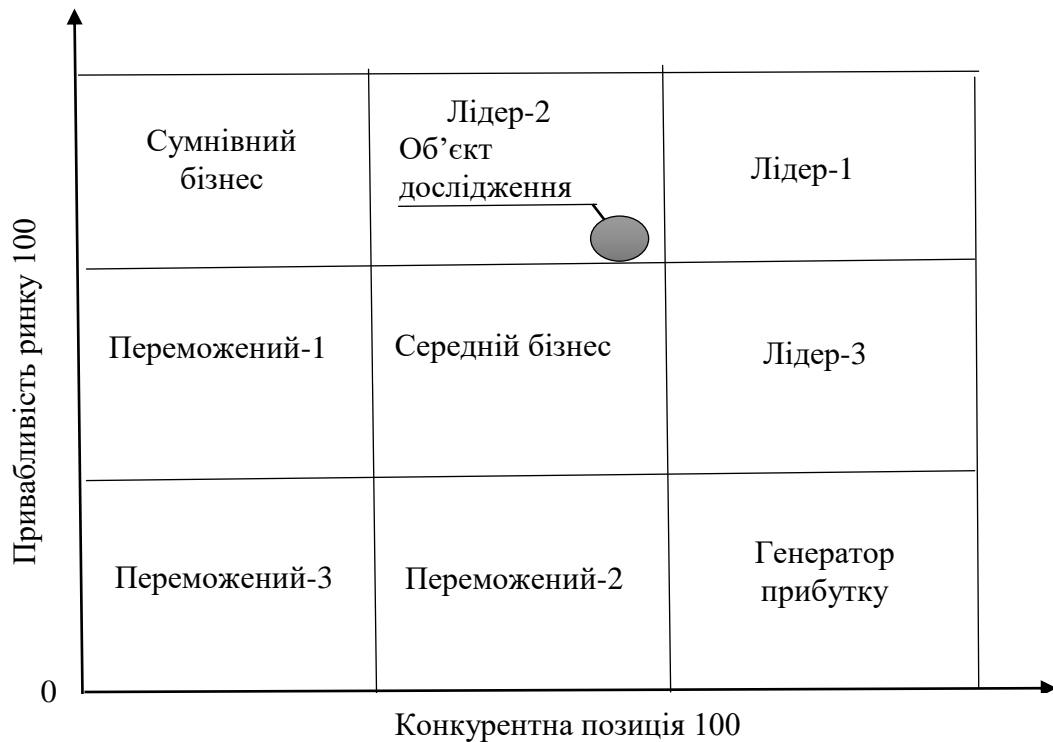 Привабливість ринку 100
Сумнівний
бізнес
Лідер-2
Об’єкт
дослідження
Лідер-1
Переможений-1
Середній бізнес
Лідер-3
Переможений-3
Переможений-2
Генератор
прибутку
0
Конкурентна позиція 100